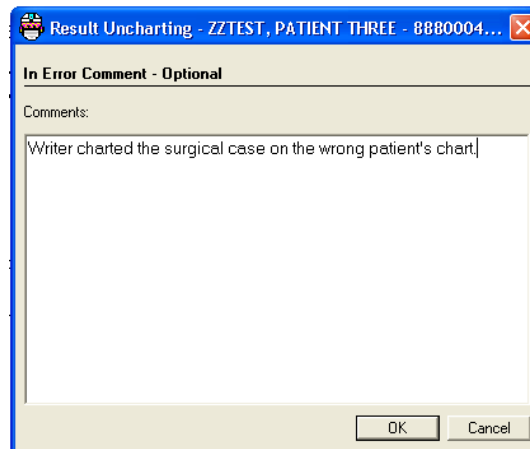 Result Uncharting - ZZTEST, PATIENT THREE - 8880004...
In Error Comment - Optional
Comments:
Writer charted the surgical case on the wrong patient's chart.
OK Cancel